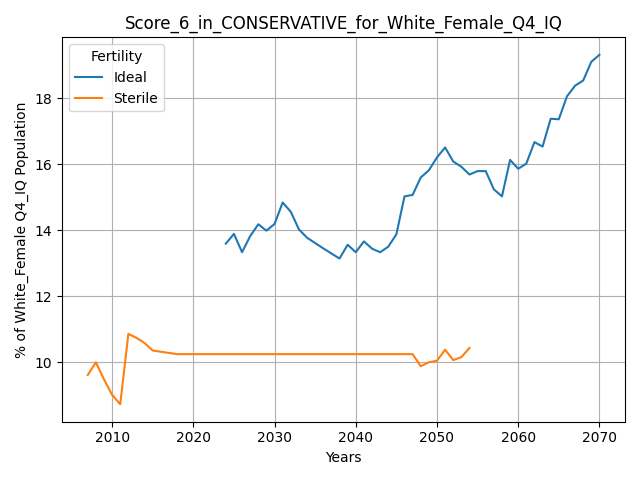 Score_6_in_CONSERVATIVE_for_White_Female_Q4_IQ
Fertility
Ideal
Sterile
% of White_Female Q4_IQ Population
18
16
14
12
10
2010 2020 2030 2040 2050 2060 2070
Years